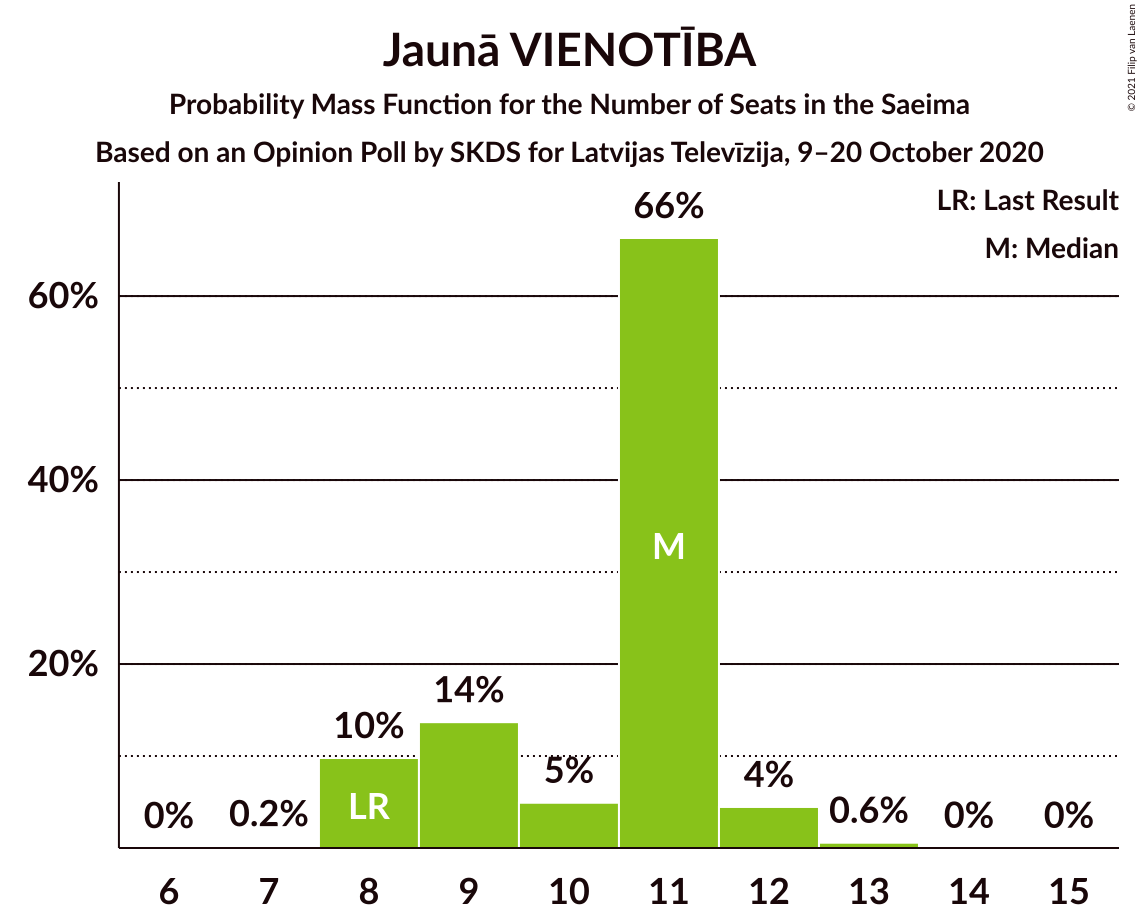 Jaunā VIENOTĪBA
Probability Mass Function for the Number of Seats in the Saeima
Based on an Opinion Poll by SKDS for Latvijas Televīzija, 9–20 October 2020
© 2021 Filip van Laenen
LR: Last Result
M: Median
66%
60%
40%
20%
M
14%
10%
5%
4%
LR
0%
0.2%
0.6%
0%
0%
6 7 8 9 10 11 12 13 14 15